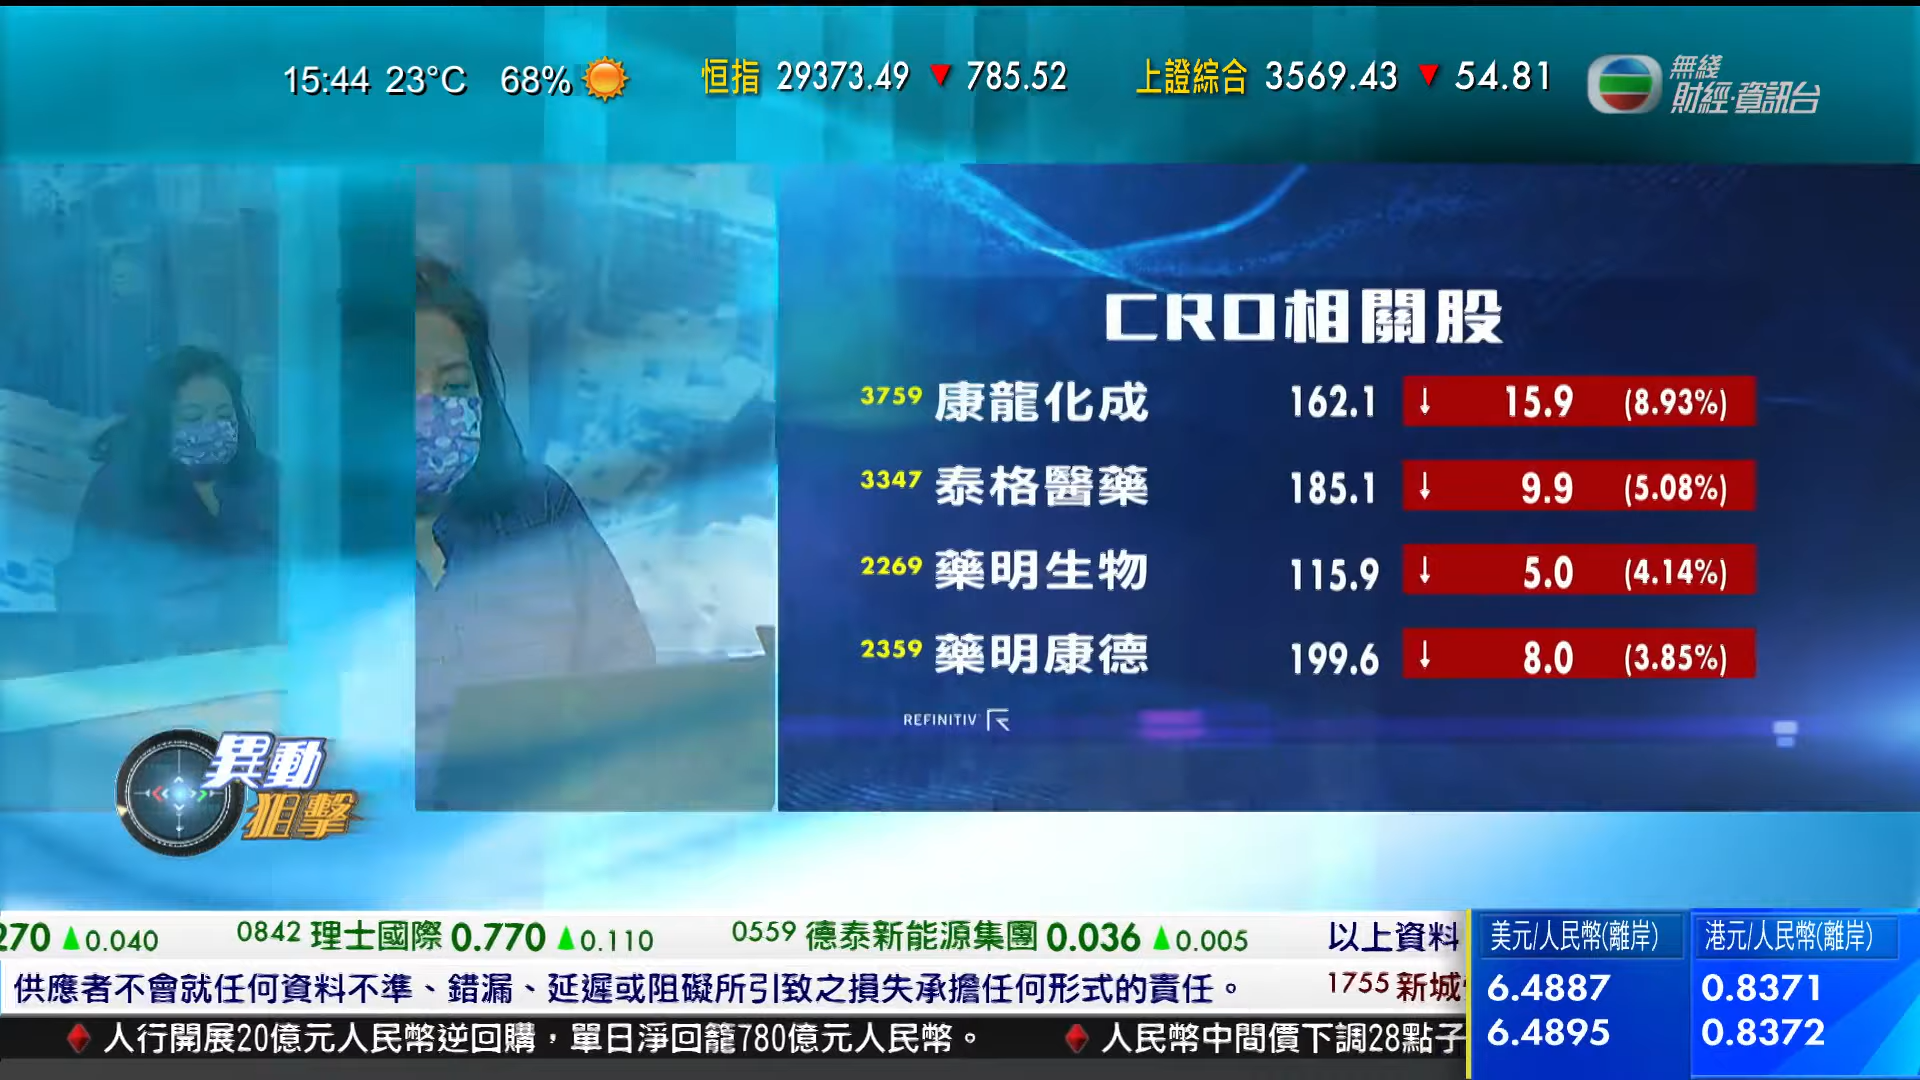 15:44 23°C 68% 恒指 29373.49 ▼ 785.52 上證綜合 3569.43 ▼ 54.81
無綫
財經·資訊台
CRO相關股
3759 康龍化成 162.1 ↓ 15.9 (8.93%)
3347 泰格醫藥 185.1 ↓ 9.9 (5.08%)
2269 藥明生物 115.9 ↓ 5.0 (4.14%)
2359 藥明康德 199.6 ↓ 8.0 (3.85%)
REFINITIV
異動
狙擊
270 ▲0.040 0842 理士國際 0.770 ▲0.110 0559 德泰新能源集團 0.036 ▲0.005 以上資料
供應者不會就任何資料不準、錯漏、延遲或阻礙所引致之損失承擔任何形式的責任。 1755 新城
人行開展20億元人民幣逆回購，單日淨回籠780億元人民幣。 人民幣中間價下調28點子
美元/人民幣(離岸)
6.4887
6.4895
港元/人民幣(離岸)
0.8371
0.8372